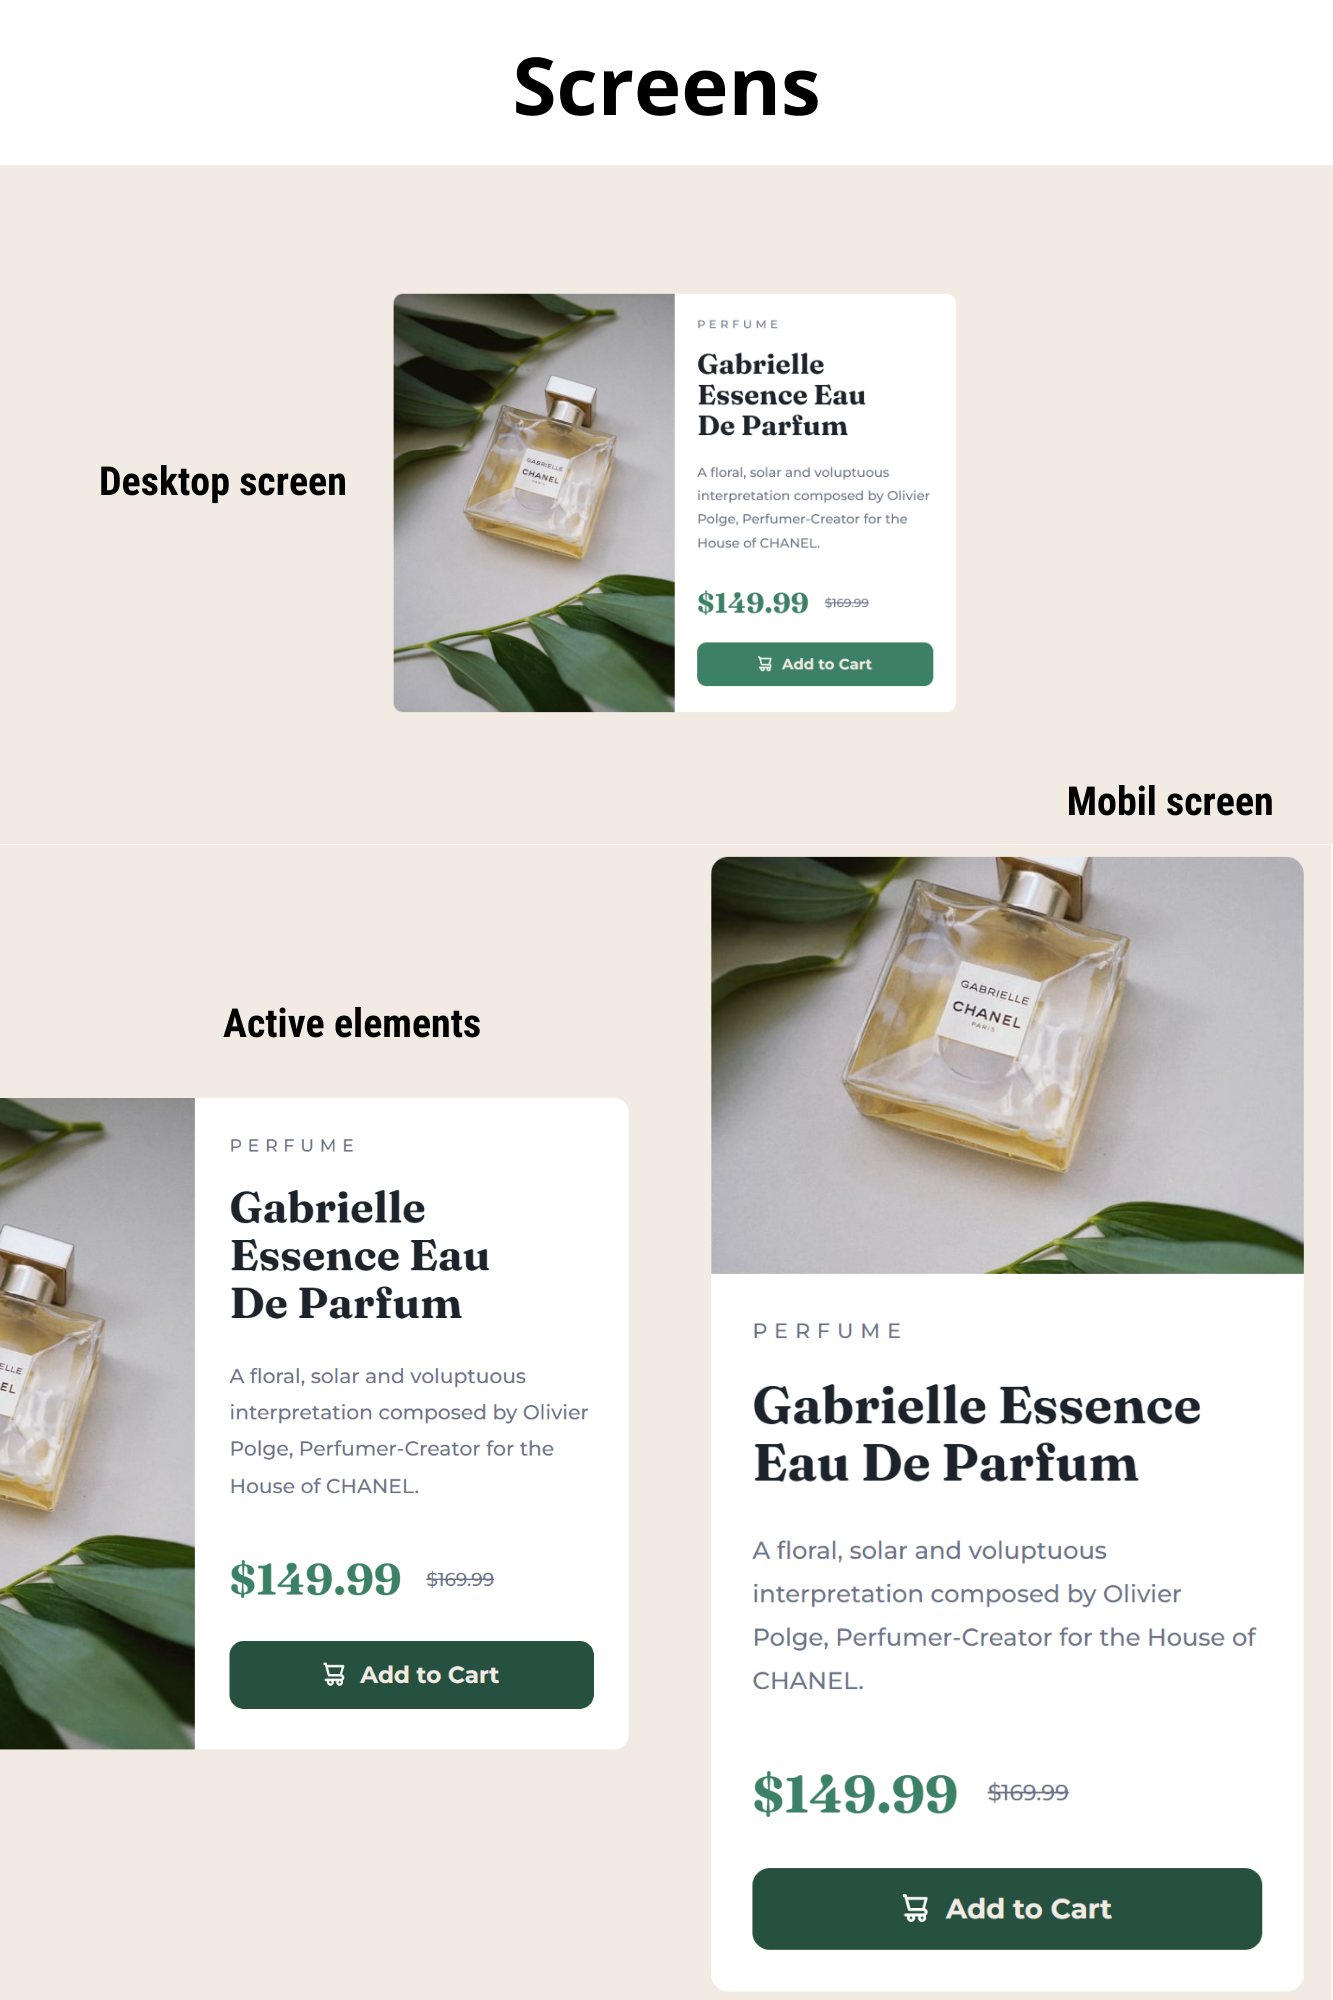 Screens
Desktop screen
GABRIELLE
CHANEL
PARIS
PERFUME
Gabrielle
Essence Eau
De Parfum
A floral, solar and voluptuous
interpretation composed by Olivier
Polge, Perfumer-Creator for the
House of CHANEL.
$149.99 $169.99
Add to Cart
Mobil screen
Active elements
ELLE
EL
PERFUME
Gabrielle
Essence Eau
De Parfum
A floral, solar and voluptuous
interpretation composed by Olivier
Polge, Perfumer-Creator for the
House of CHANEL.
$149.99 $169.99
Add to Cart
GABRIELLE
CHANEL
PARIS
PERFUME
Gabrielle Essence
Eau De Parfum
A floral, solar and voluptuous
interpretation composed by Olivier
Polge, Perfumer-Creator for the House of
CHANEL.
$149.99 $169.99
Add to Cart